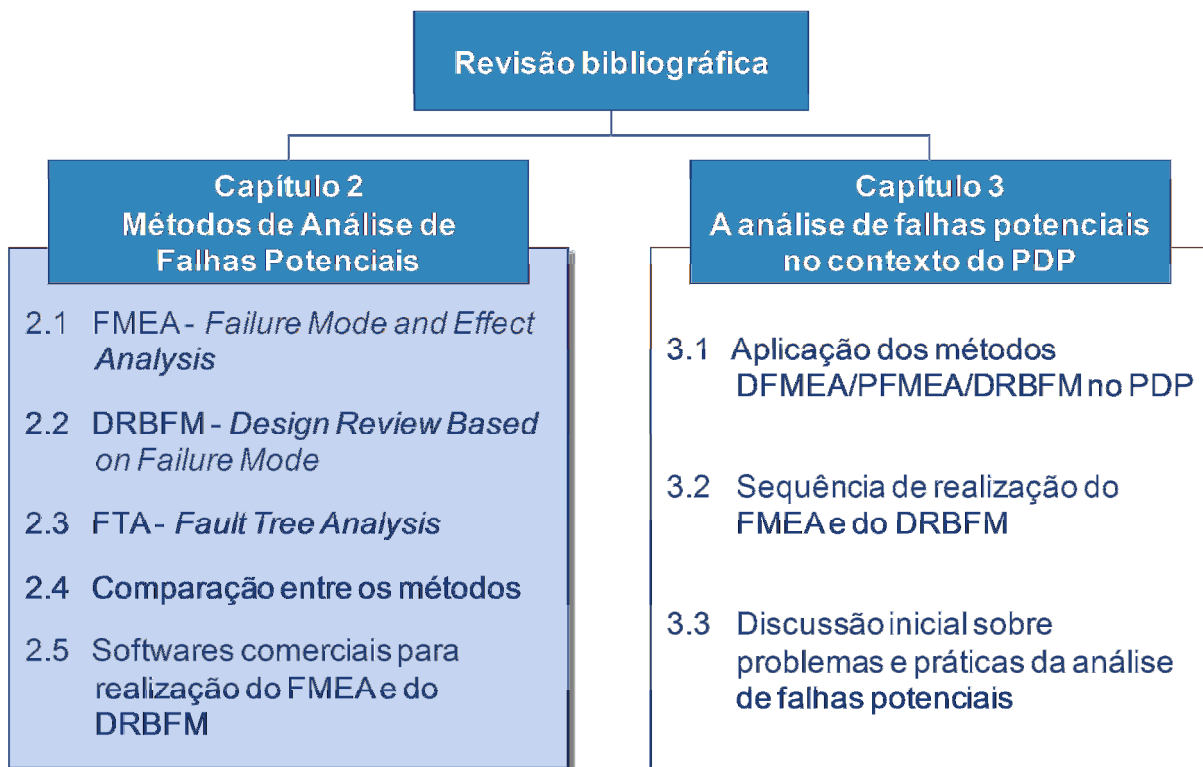 Revisão bibliográfica
Capítulo 2
Métodos de Análise de
Falhas Potenciais
2.1 FMEA - Failure Mode and Effect
Analysis
2.2 DRBFM - Design Review Based
on Failure Mode
2.3 FTA - Fault Tree Analysis
2.4 Comparação entre os métodos
2.5 Softwares comerciais para
realização do FMEA e do
DRBFM
Capítulo 3
A análise de falhas potenciais
no contexto do PDP
3.1 Aplicação dos métodos
DFMEA/PFMEA/DRBFM no PDP
3.2 Sequência de realização do
FMEA e do DRBFM
3.3 Discussão inicial sobre
problemas e práticas da análise
de falhas potenciais